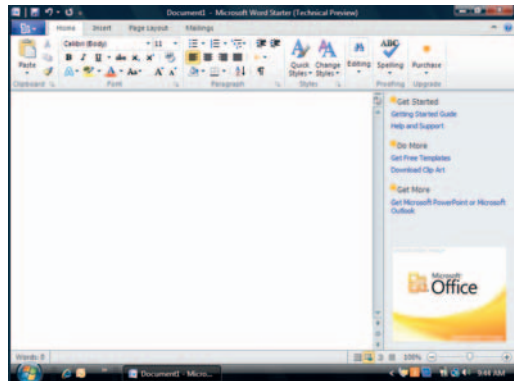 Document1 - Microsoft Word Starter (Technical Preview)
Home Insert Page Layout Mailings
Calibri (Body) 11
Paste
B I U abc x, x'
A Aa A A
Quick Styles Change Styles Editing
ABC
Spelling Purchase
Clipboard Font Paragraph Styles Proofing Upgrade
Get Started
Getting Started Guide
Help and Support
Do More
Get Free Templates
Download Clip Art
Get More
Get Microsoft PowerPoint or Microsoft
Outlook
Microsoft
Office
Words: 0 100%
Document1 - Micro... 9:44 AM